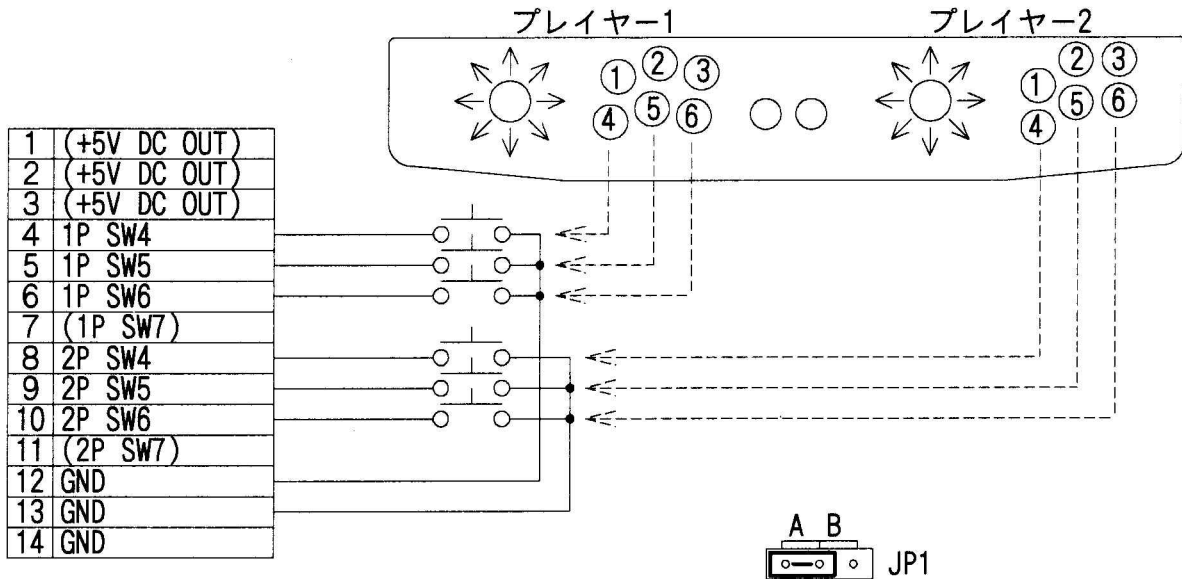 プレイヤー1 プレイヤー2
① ② ③
④ ⑤ ⑥
① ② ③
④ ⑤ ⑥
1 (+5V DC OUT)
2 (+5V DC OUT)
3 (+5V DC OUT)
4 1P SW4
5 1P SW5
6 1P SW6
7 (1P SW7)
8 2P SW4
9 2P SW5
10 2P SW6
11 (2P SW7)
12 GND
13 GND
14 GND
A B
JP1